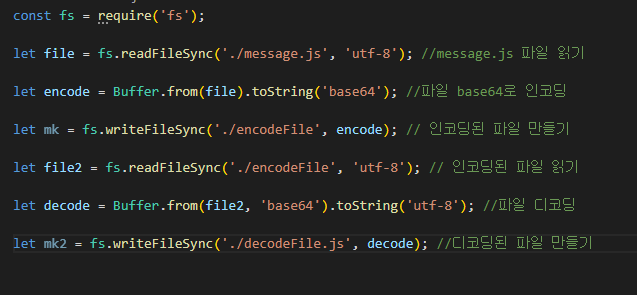 const fs = require('fs');
let file = fs.readFileSync('./message.js', 'utf-8'); //message.js 파일 읽기
let encode = Buffer.from(file).toString('base64'); //파일 base64로 인코딩
let mk = fs.writeFileSync('./encodeFile', encode); // 인코딩된 파일 만들기
let file2 = fs.readFileSync('./encodeFile', 'utf-8'); // 인코딩된 파일 읽기
let decode = Buffer.from(file2, 'base64').toString('utf-8'); //파일 디코딩
let mk2 = fs.writeFileSync('./decodeFile.js', decode); //디코딩된 파일 만들기